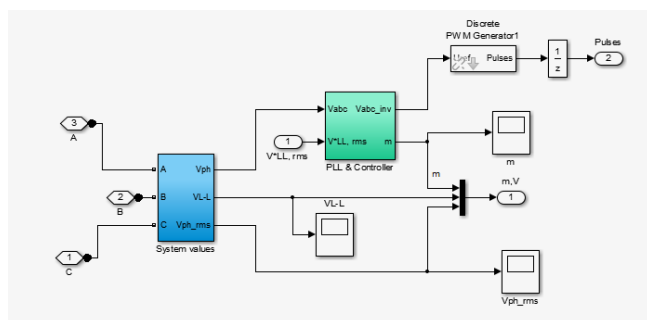 Discrete
PWM Generator1
Pulses
Pulses
1
z
2
3
A
Vabc
Vabc_inv
1
V*LL, rms
V*LL, rms
m
PLL & Controller
m
A
Vph
m
m,V
2
B
B
VL-L
1
VL-L
C
Vph_rms
1
C
System values
Vph_rms